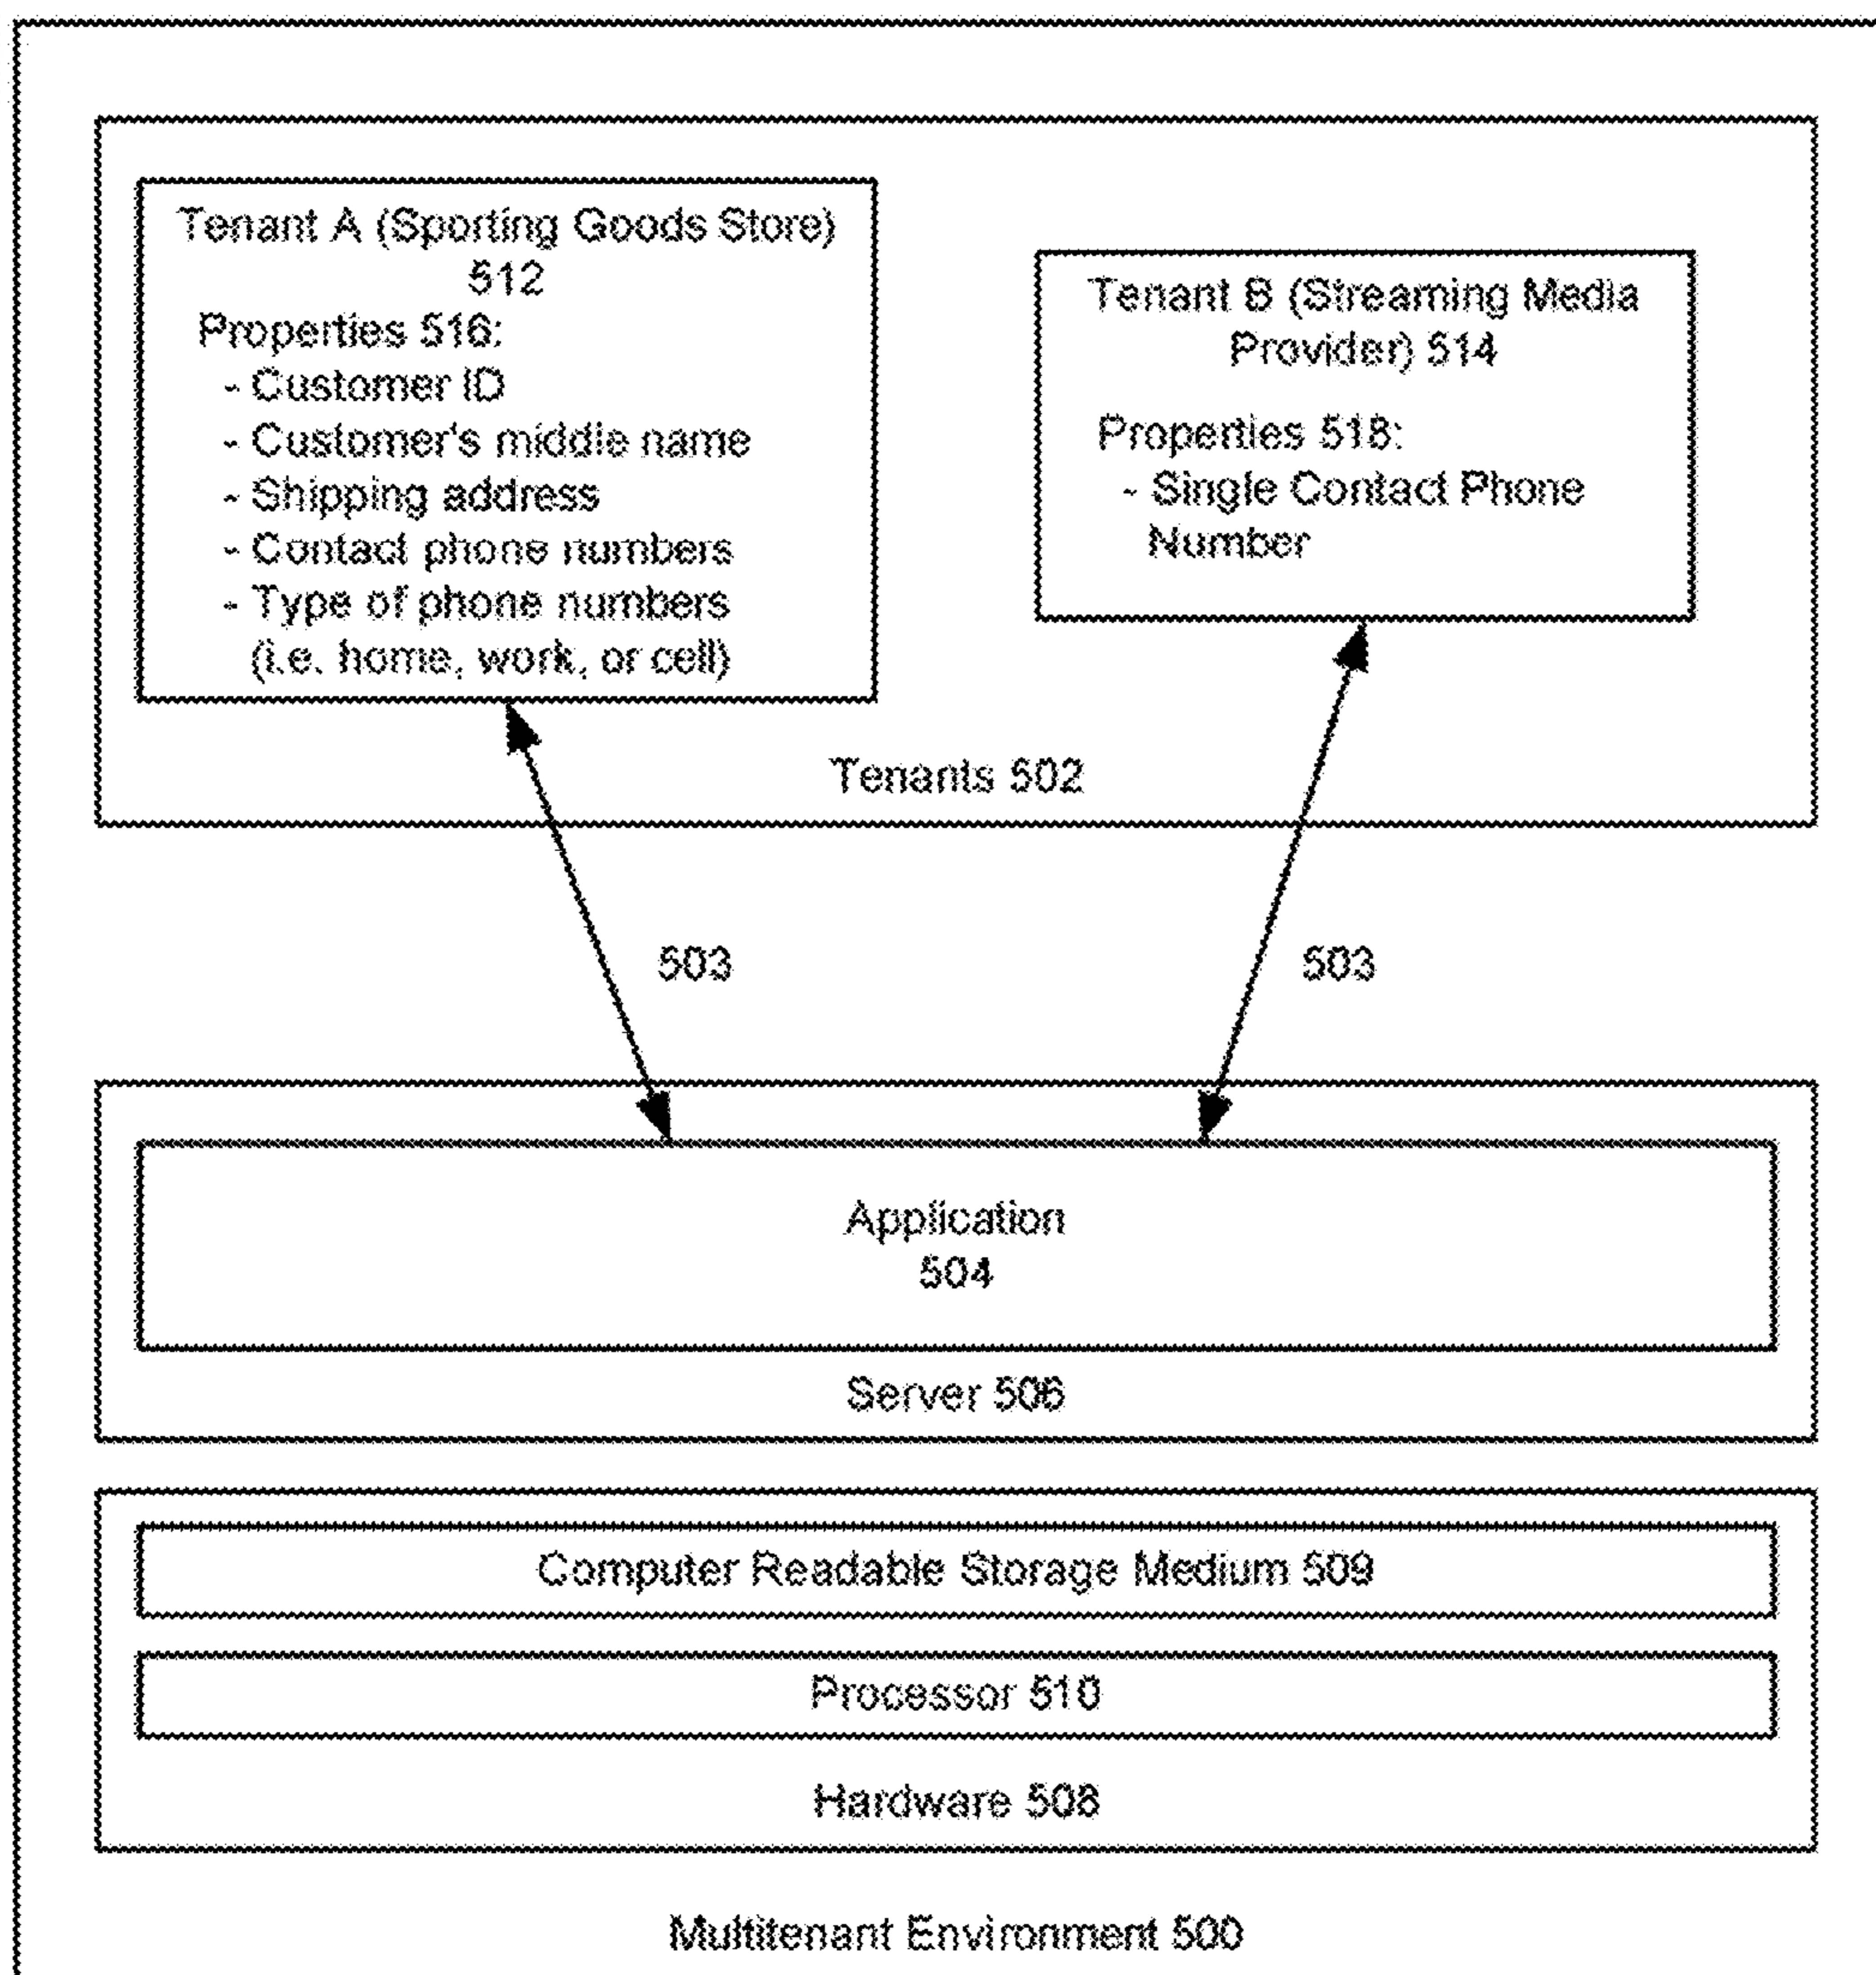 Tenant A (Sporting Goods Store)
512
Properties 516:
- Customer ID
- Customer's middle name
- Shipping address
- Contact phone numbers
- Type of phone numbers
(i.e. home, work, or cell)
Tenant B (Streaming Media
Provider) 514
Properties 518:
- Single Contact Phone
Number
Tenants 502
503
503
Application
504
Server 506
Computer Readable Storage Medium 509
Processor 510
Hardware 508
Multitenant Environment 500